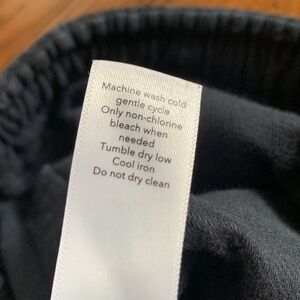 Machine wash cold
gentle cycle
Only non-chlorine
bleach when
needed
Tumble dry low
Cool iron
Do not dry clean